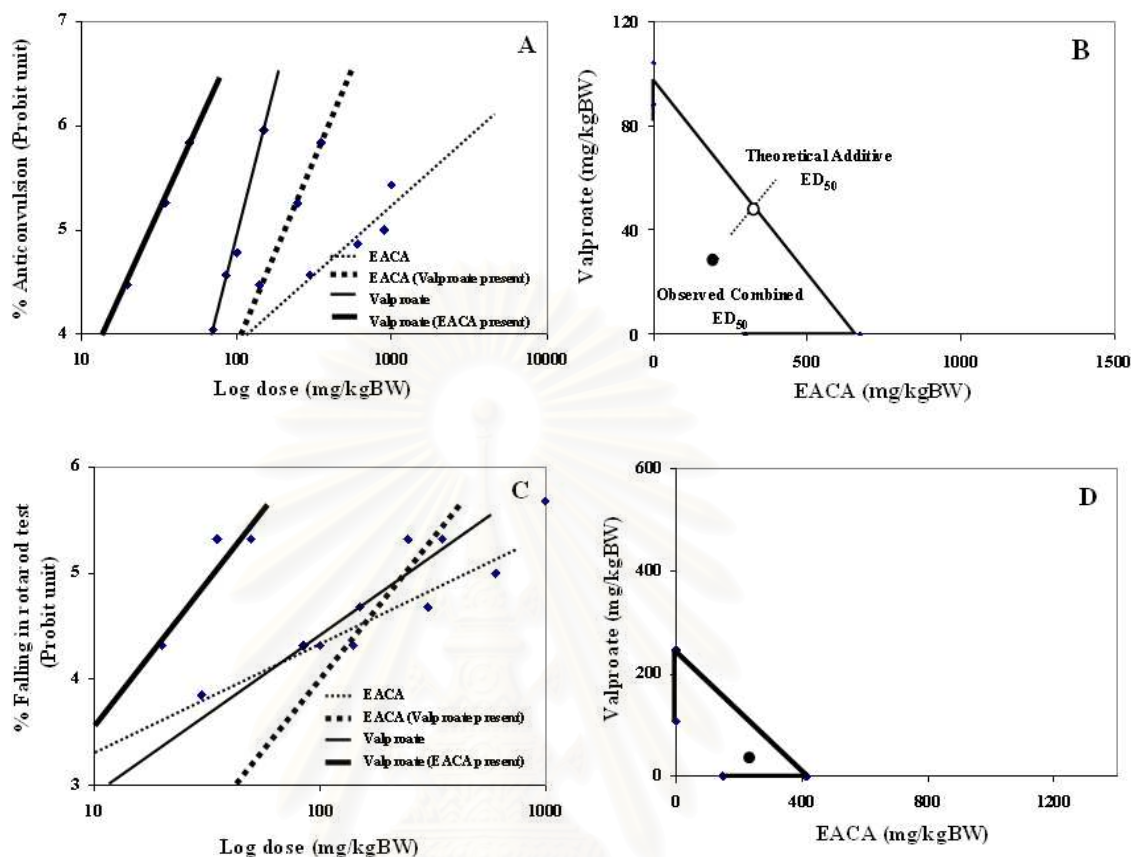 A
% Anticonvulsion (Probit unit)
7
6
5
4
10
100
1000
10000
Log dose (mg/kgBW)
EACA
EACA (Valproate present)
Valproate
Valproate (EACA present)
B
Valproate (mg/kgBW)
120
80
40
0
0
500
1000
1500
EACA (mg/kgBW)
Theoretical Additive
ED50
Observed Combined
ED50
C
% Falling in rotarod test
(Probit unit)
6
5
4
3
10
100
1000
Log dose (mg/kgBW)
EACA
EACA (Valproate present)
Valproate
Valproate (EACA present)
D
Valproate (mg/kgBW)
600
400
200
0
0
400
800
1200
EACA (mg/kgBW)